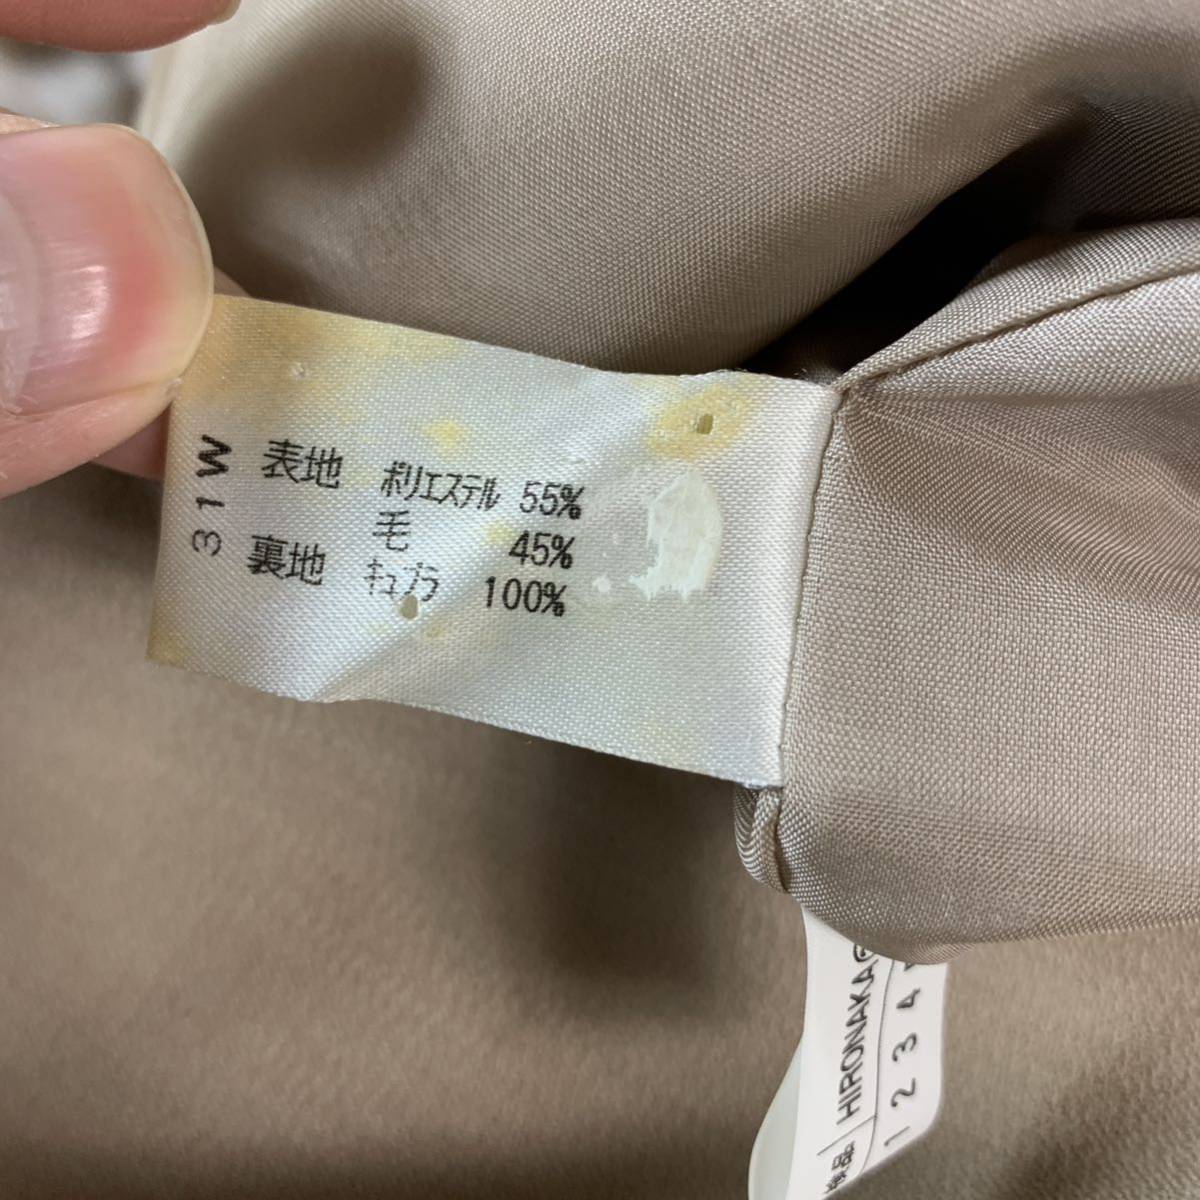 31W
表地 ポリエステル 55%
毛 45%
裏地 キュプラ 100%
HIRONAKA
1 2 3 4